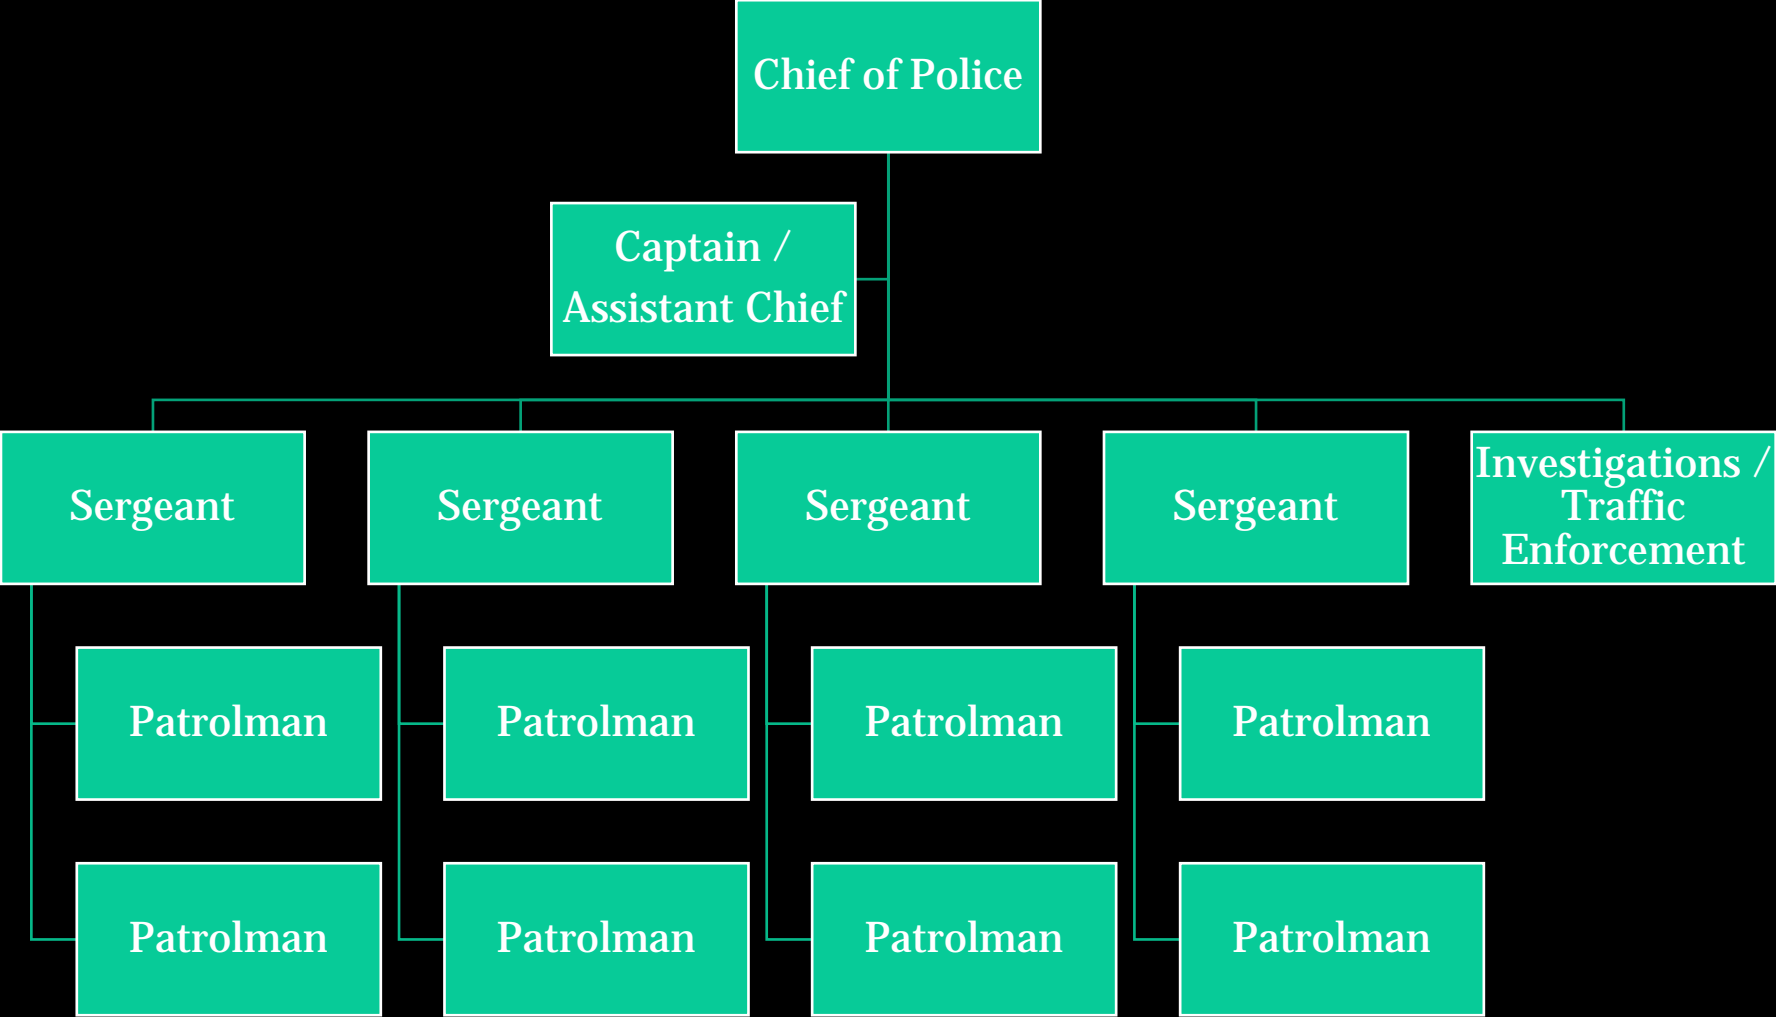 Chief of Police
Captain /
Assistant Chief
Sergeant
Sergeant
Sergeant
Sergeant
Investigations /
Traffic
Enforcement
Patrolman
Patrolman
Patrolman
Patrolman
Patrolman
Patrolman
Patrolman
Patrolman